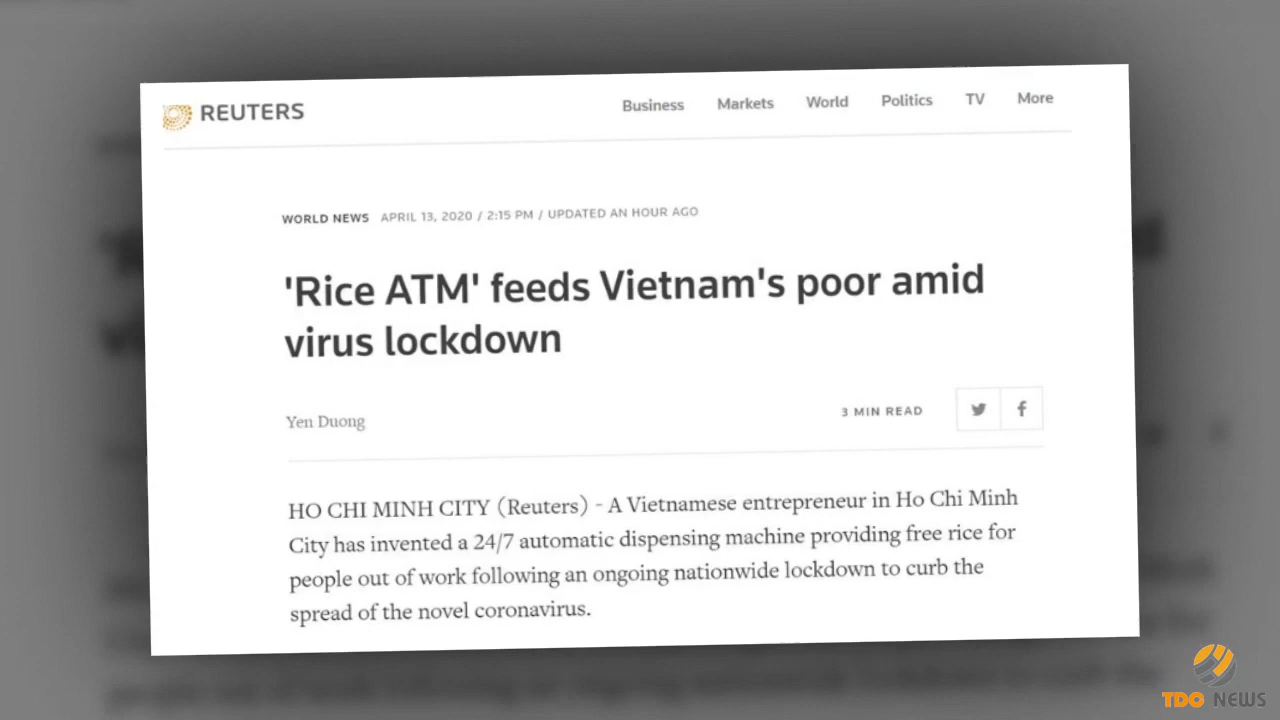 REUTERS
Business Markets World Politics TV More
WORLD NEWS APRIL 13, 2020 / 2:15 PM / UPDATED AN HOUR AGO
'Rice ATM' feeds Vietnam's poor amid
virus lockdown
Yen Duong
3 MIN READ
HO CHI MINH CITY (Reuters) - A Vietnamese entrepreneur in Ho Chi Minh
City has invented a 24/7 automatic dispensing machine providing free rice for
people out of work following an ongoing nationwide lockdown to curb the
spread of the novel coronavirus.
TDO NEWS